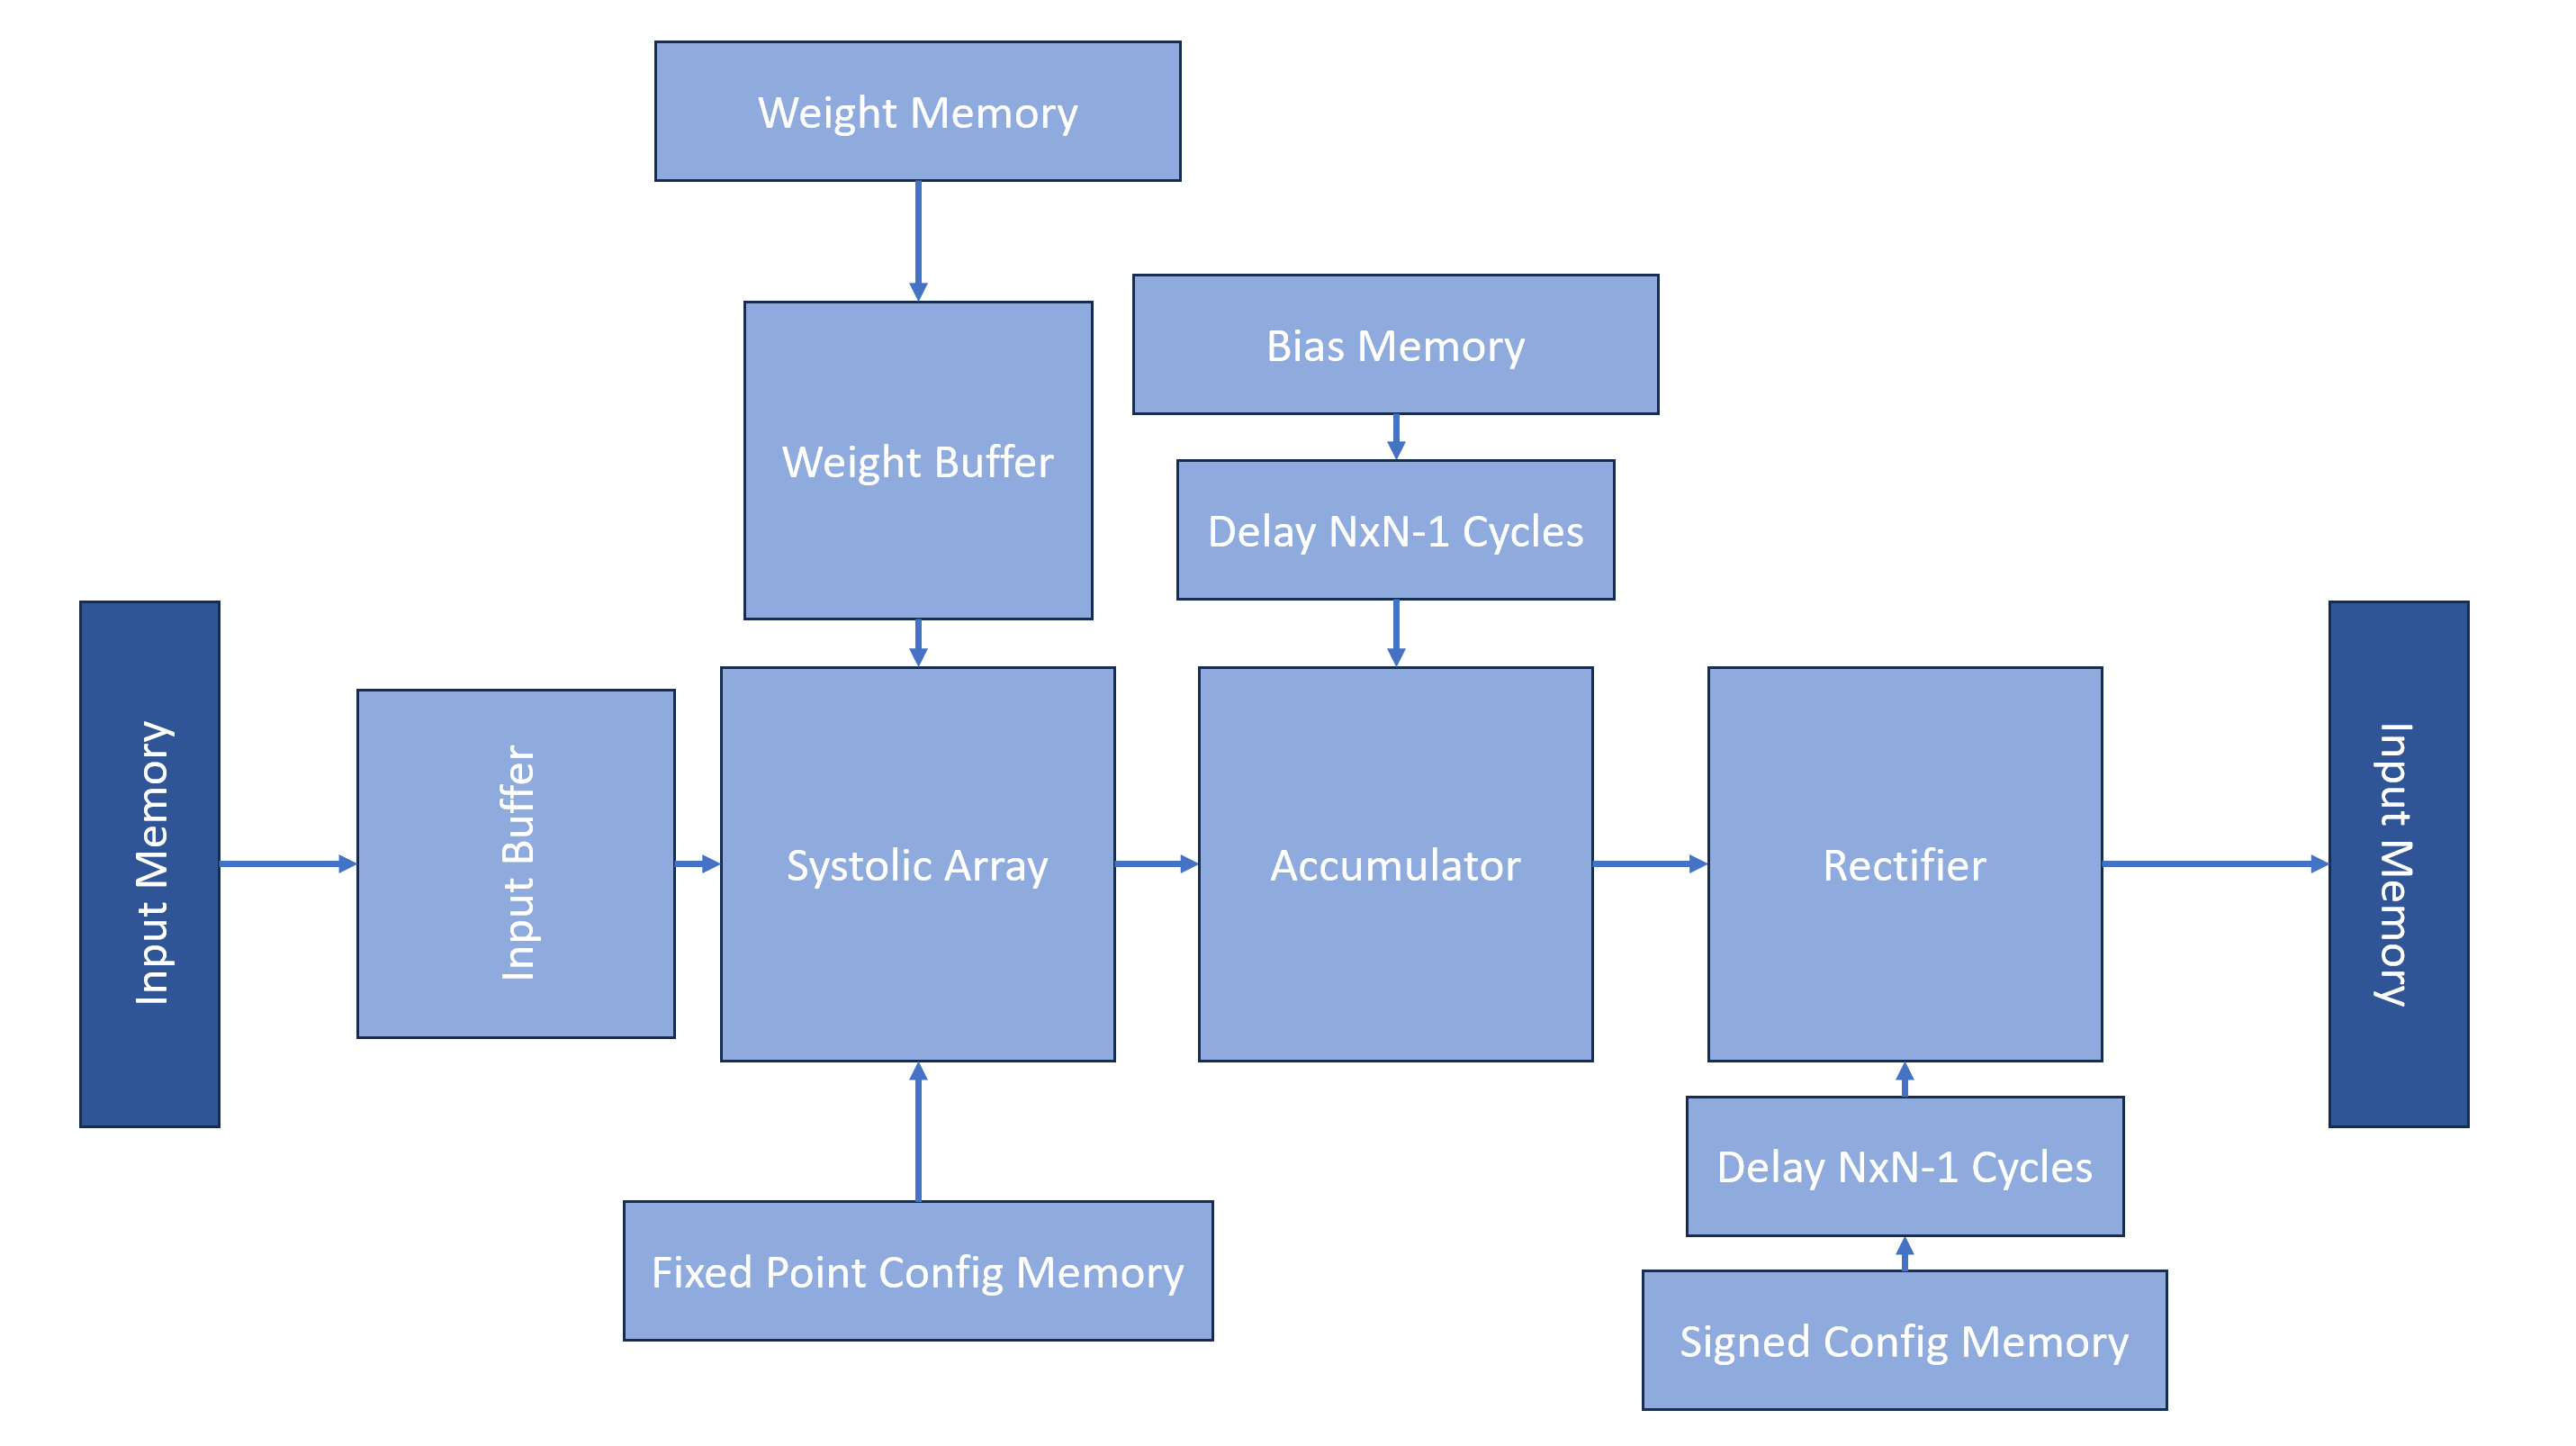 Weight Memory
Bias Memory
Weight Buffer
Delay NxN-1 Cycles
Input Memory
Input Buffer
Systolic Array
Accumulator
Rectifier
Input Memory
Delay NxN-1 Cycles
Fixed Point Config Memory
Signed Config Memory